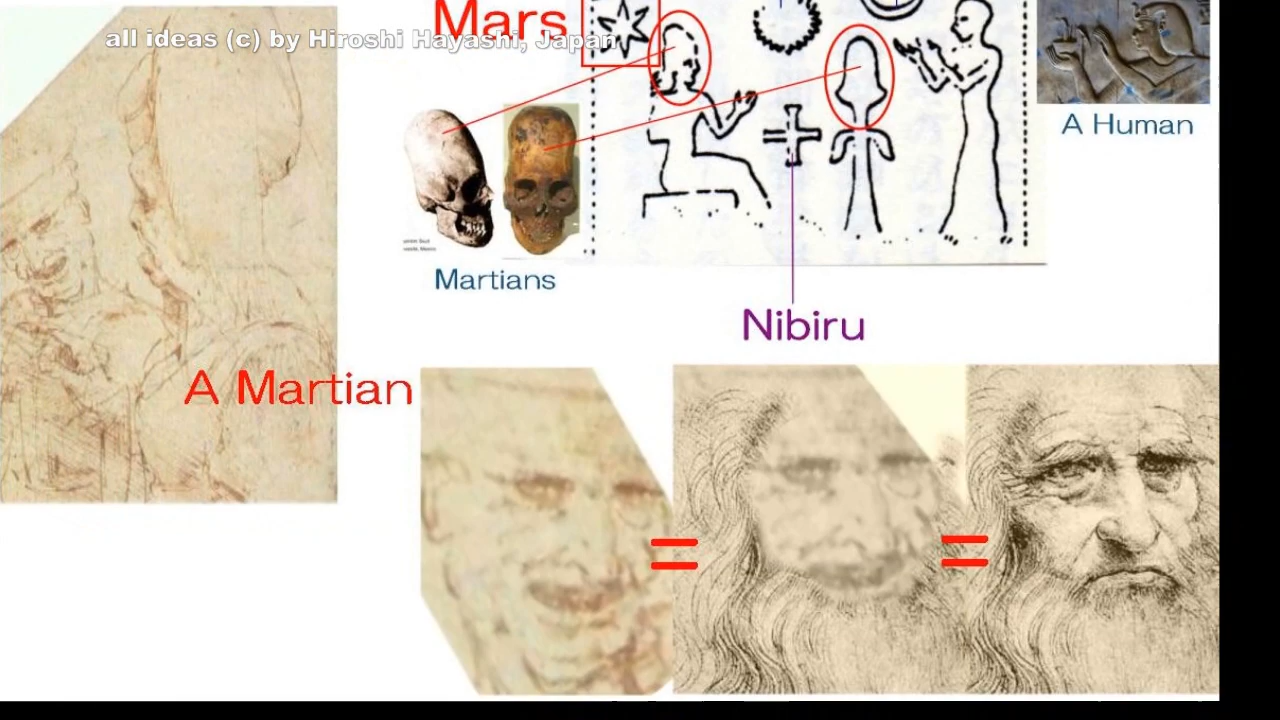 Mars
all ideas (c) by Hiroshi Hayashi, Japan
A Human
Martians
Nibiru
A Martian
=
=